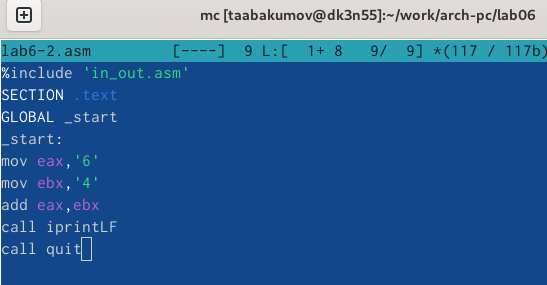 mc [taabakumov@dk3n55]:~/work/arch-pc/lab06
lab6-2.asm [----] 9 L:[ 1+ 8 9/ 9] *(117 / 117b)
%include 'in_out.asm'
SECTION .text
GLOBAL _start
_start:
mov eax,'6'
mov ebx,'4'
add eax,ebx
call iprintLF
call quit